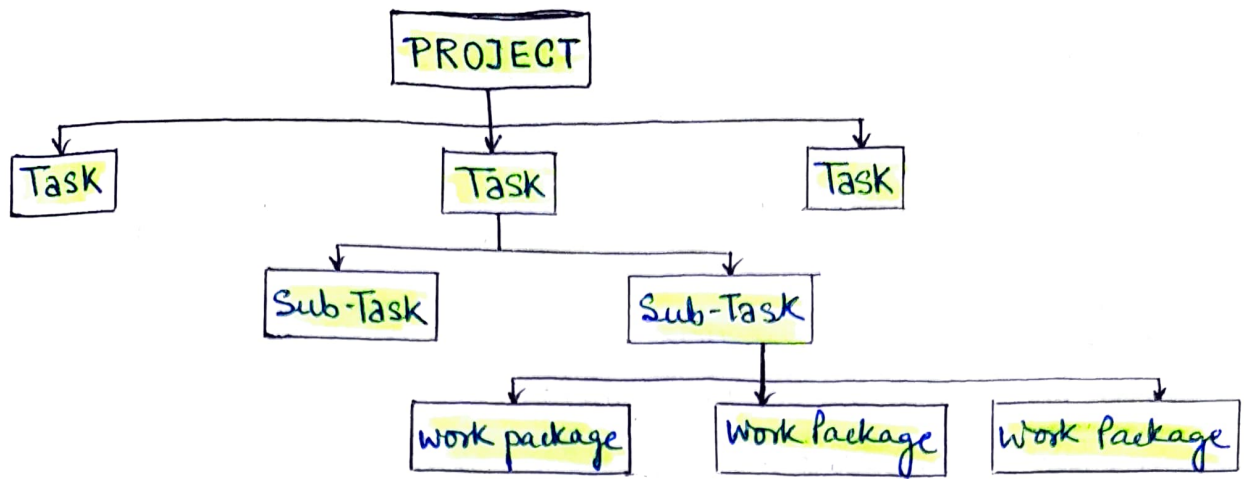 PROJECT
Task
Task
Task
Sub-Task
Sub-Task
work package
Work Package
Work Package